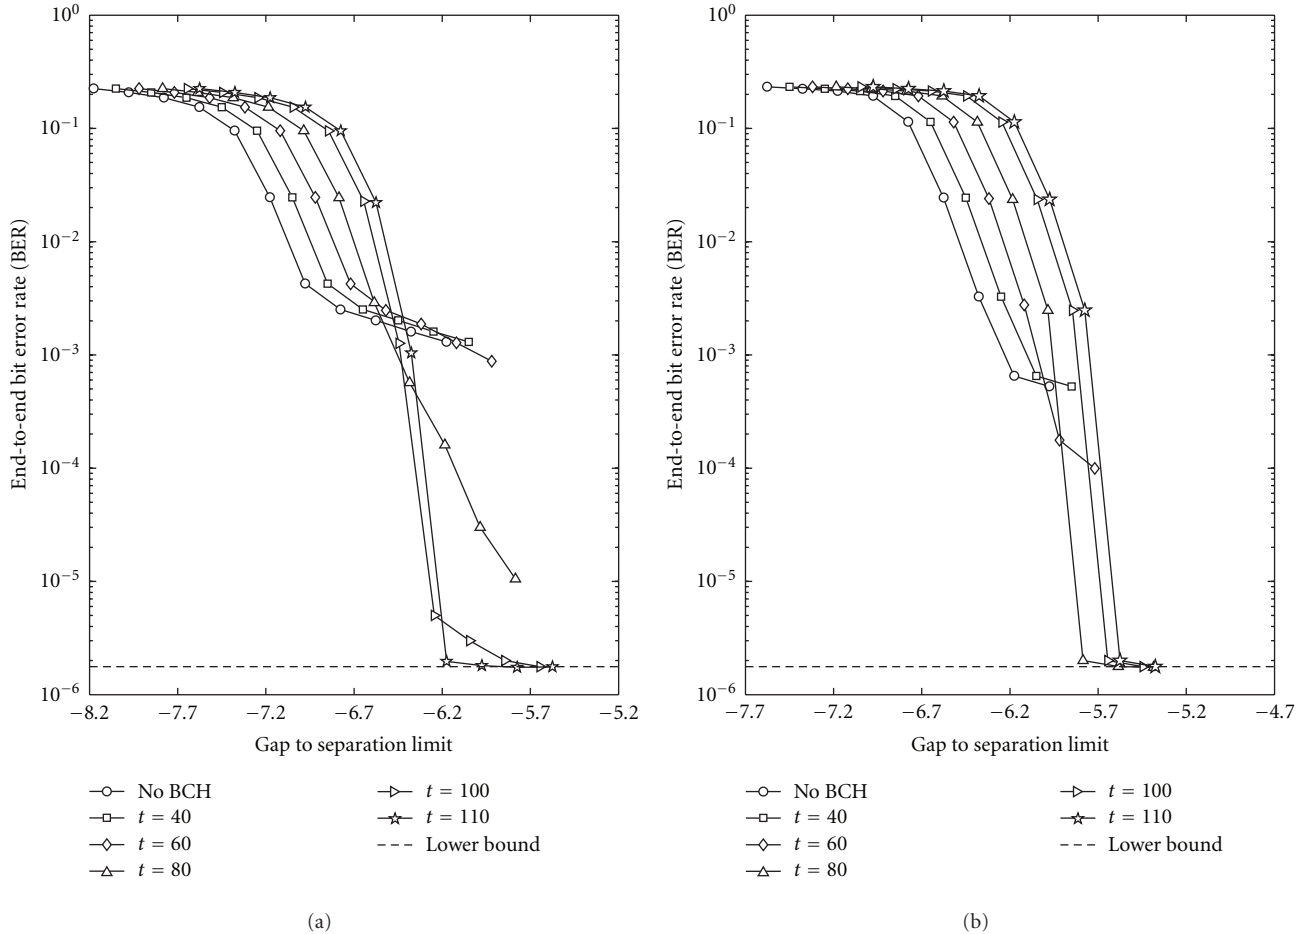 10⁰
10⁻¹
10⁻²
10⁻³
10⁻⁴
10⁻⁵
10⁻⁶
End-to-end bit error rate (BER)
−8.2 −7.7 −7.2 −6.7 −6.2 −5.7 −5.2
Gap to separation limit
No BCH
t = 40
t = 60
t = 80
t = 100
t = 110
Lower bound
(a)
10⁰
10⁻¹
10⁻²
10⁻³
10⁻⁴
10⁻⁵
10⁻⁶
End-to-end bit error rate (BER)
−7.7 −7.2 −6.7 −6.2 −5.7 −5.2 −4.7
Gap to separation limit
No BCH
t = 40
t = 60
t = 80
t = 100
t = 110
Lower bound
(b)